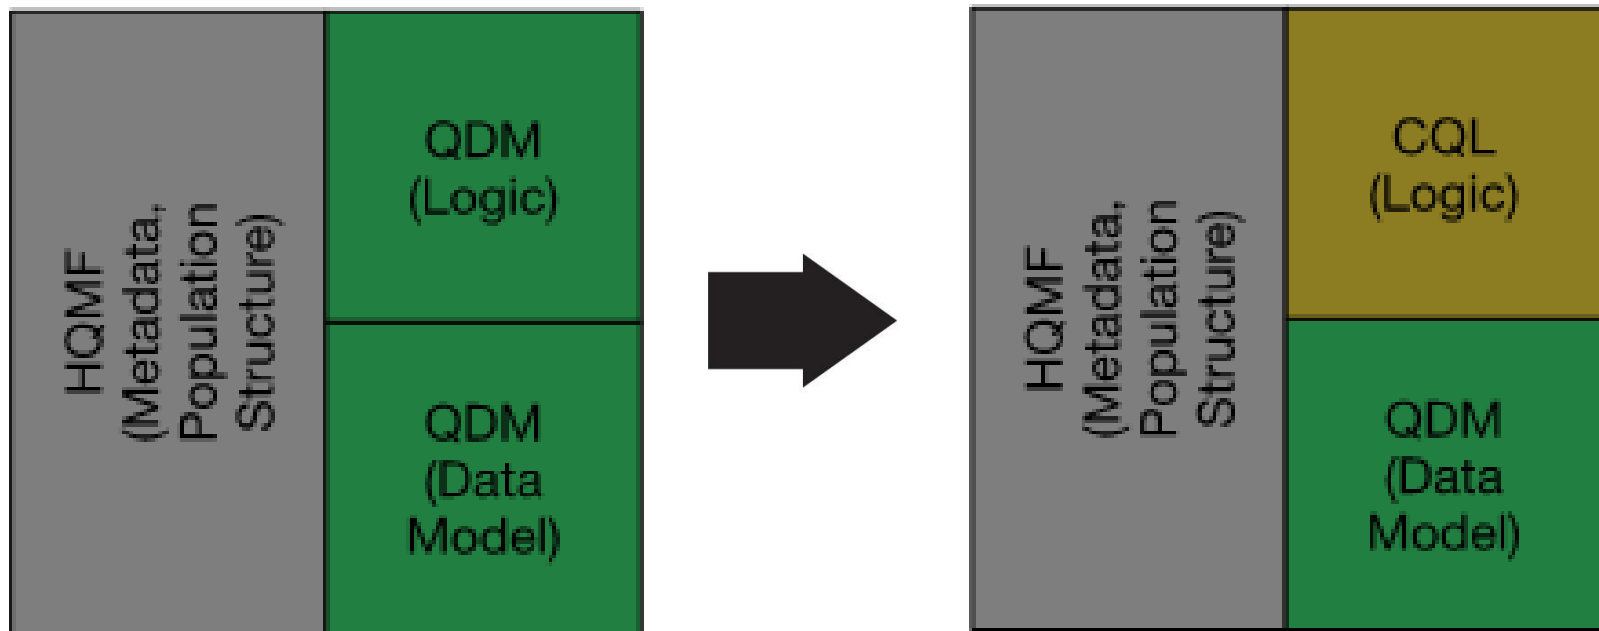 HQMF
(Metadata,
Population
Structure)
QDM
(Logic)
QDM
(Data
Model)
HQMF
(Metadata,
Population
Structure)
CQL
(Logic)
QDM
(Data
Model)